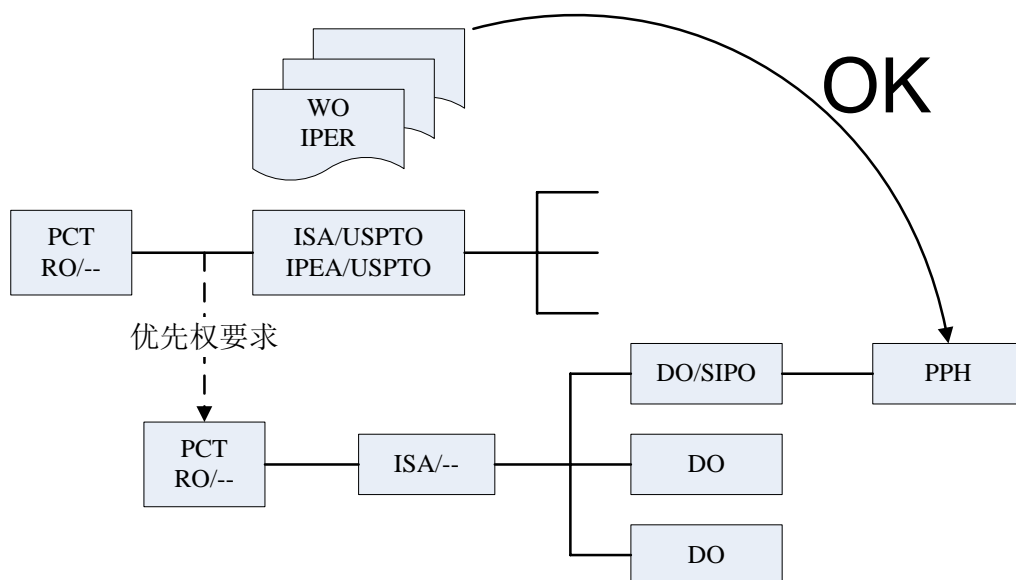 OK
WO
IPER
PCT
RO/--
ISA/USPTO
IPEA/USPTO
优先权要求
DO/SIPO
PPH
PCT
RO/--
ISA/--
DO
DO